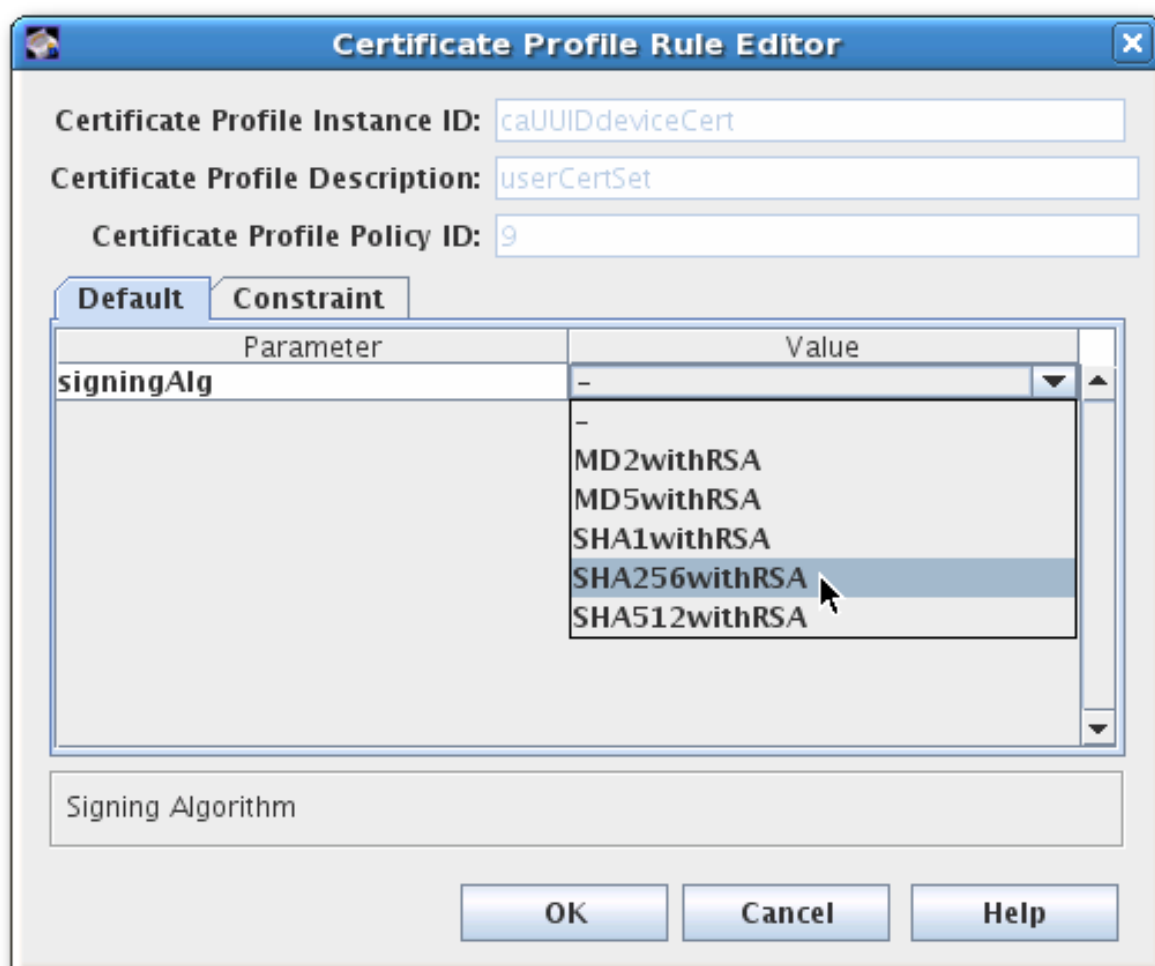 Certificate Profile Rule Editor
Certificate Profile Instance ID: caUUIDdeviceCert
Certificate Profile Description: userCertSet
Certificate Profile Policy ID: 9
Default Constraint
Parameter Value
signingAlg –
–
MD2withRSA
MD5withRSA
SHA1withRSA
SHA256withRSA
SHA512withRSA
Signing Algorithm
OK Cancel Help